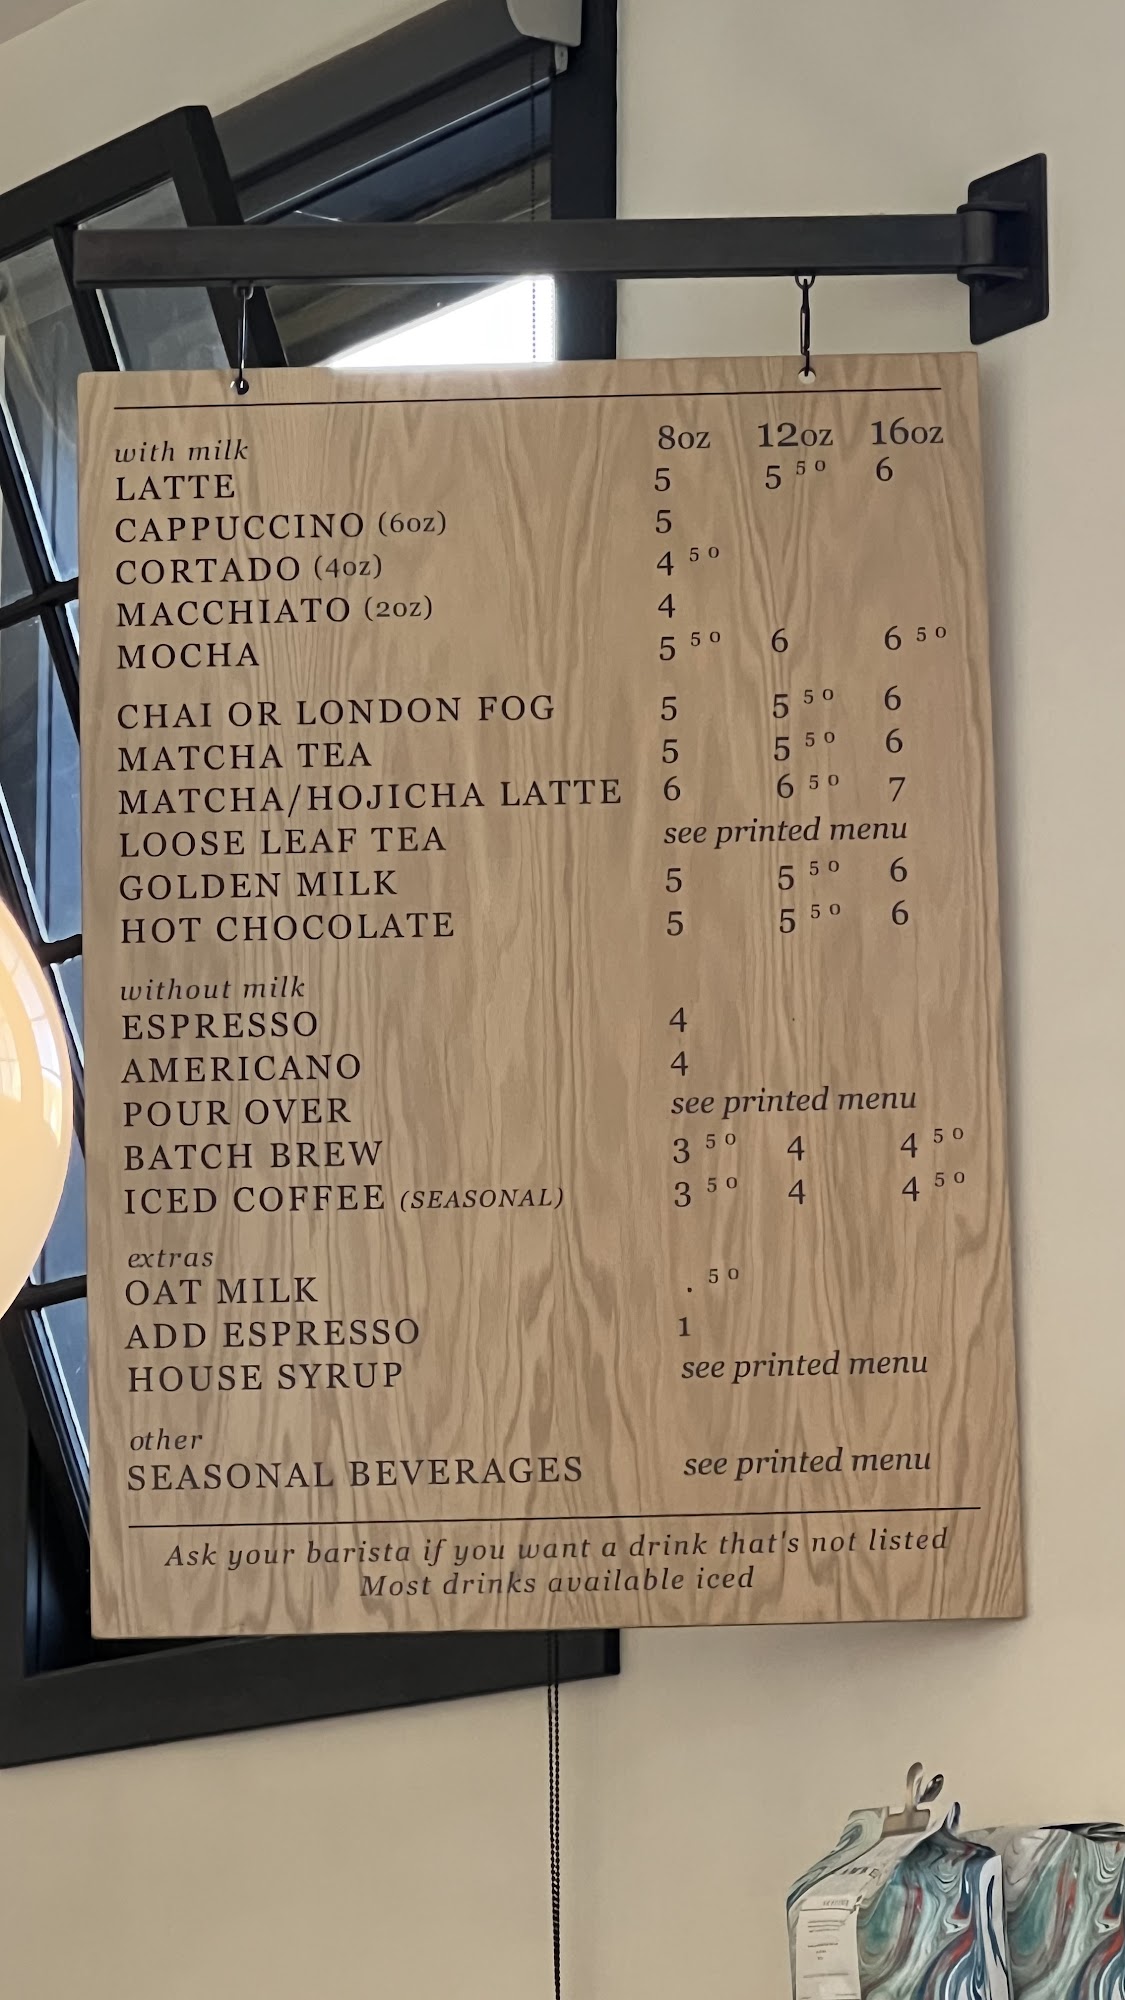 with milk 8oz 12oz 16oz
LATTE 5 5 50 6
CAPPUCCINO (6oz) 5
CORTADO (4oz) 4 50
MACCHIATO (2oz) 4
MOCHA 5 50 6 6 50
CHAI OR LONDON FOG 5 5 50 6
MATCHA TEA 5 5 50 6
MATCHA/HOJICHA LATTE 6 6 50 7
LOOSE LEAF TEA see printed menu
GOLDEN MILK 5 5 50 6
HOT CHOCOLATE 5 5 50 6
without milk
ESPRESSO 4
AMERICANO 4
POUR OVER see printed menu
BATCH BREW 3 50 4 4 50
ICED COFFEE (SEASONAL) 3 50 4 4 50
extras
OAT MILK . 50
ADD ESPRESSO 1
HOUSE SYRUP see printed menu
other
SEASONAL BEVERAGES see printed menu
Ask your barista if you want a drink that's not listed
Most drinks available iced